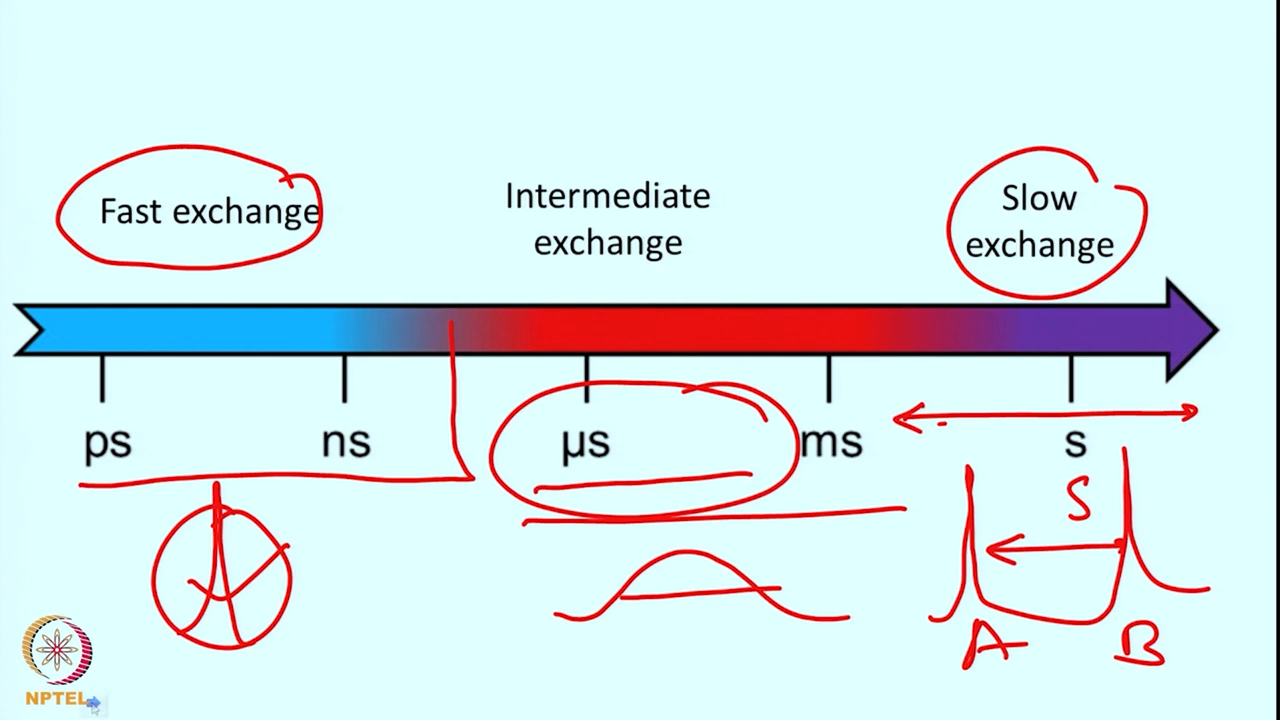 Fast exchange
Intermediate
exchange
Slow
exchange
ps
ns
µs
ms
s
S
A
B
NPTEL